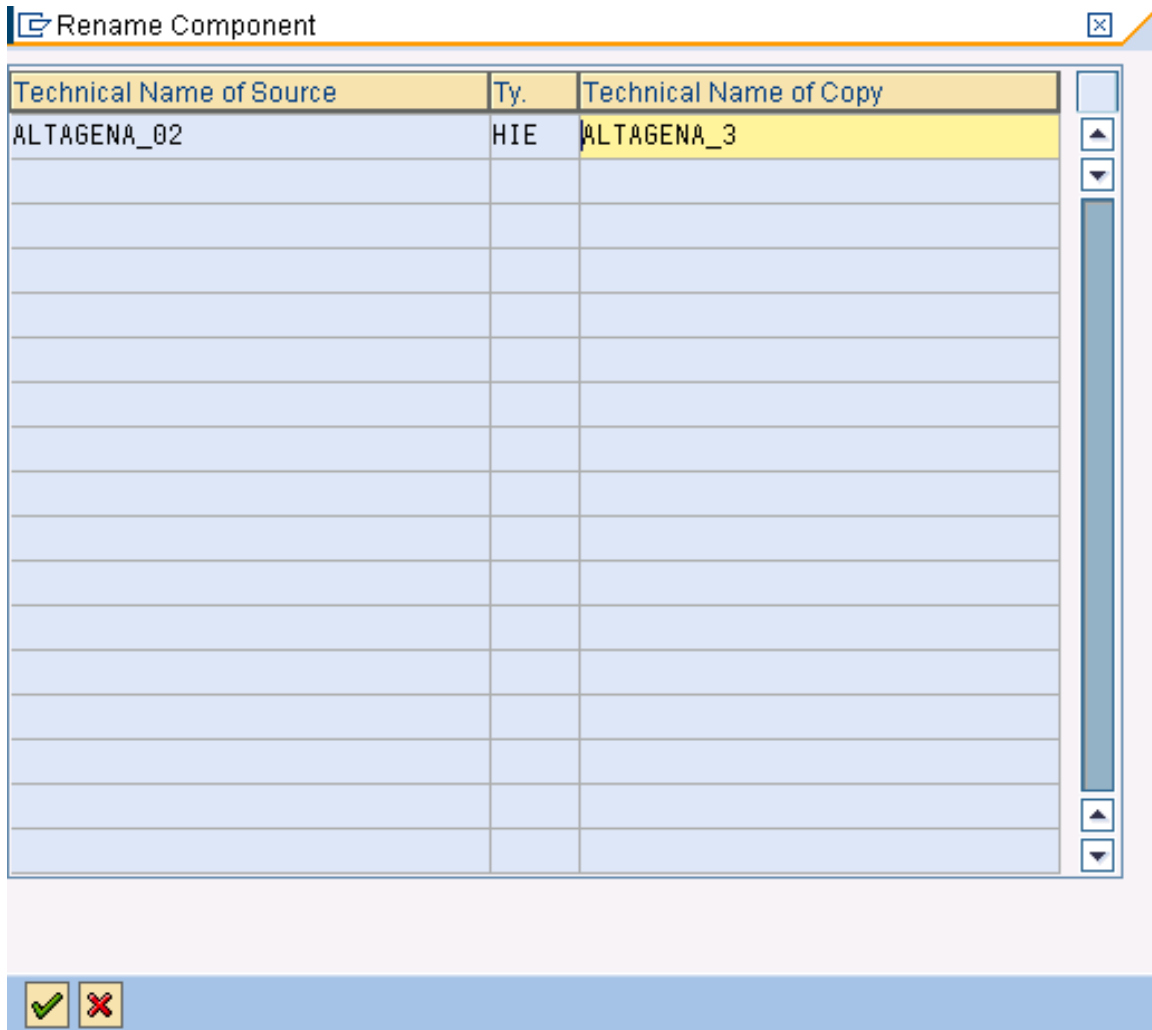 Rename Component
Technical Name of Source Ty. Technical Name of Copy
ALTAGENA_02 HIE ALTAGENA_3